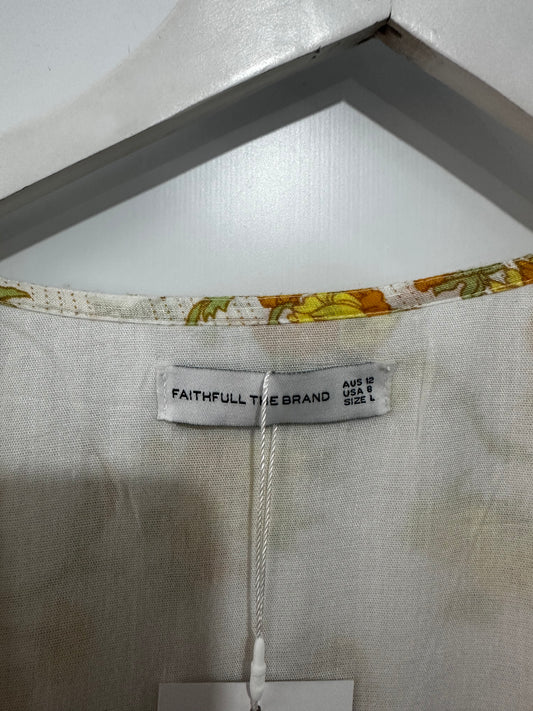 FAITHFULL THE BRAND
AUS 12
USA 8
SIZE L